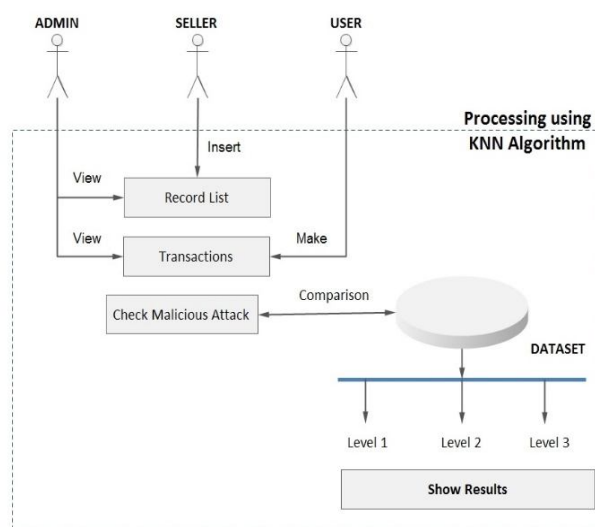 ADMIN SELLER USER
Processing using
KNN Algorithm
Insert
View
Record List
View
Make
Transactions
Comparison
Check Malicious Attack
DATASET
Level 1 Level 2 Level 3
Show Results